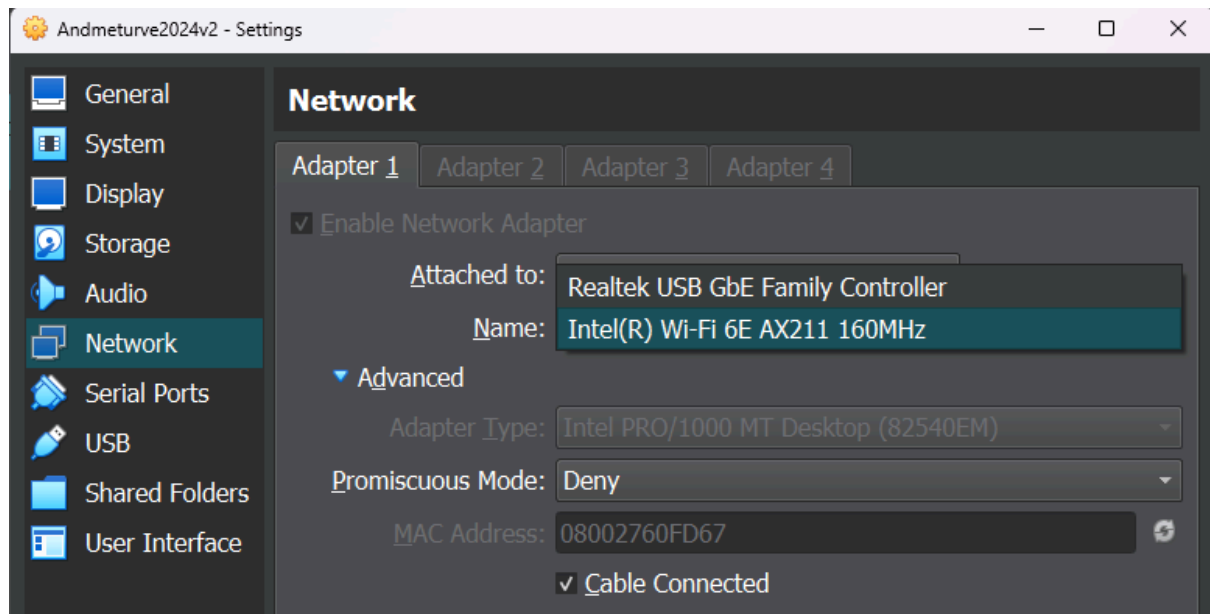 Andmeturve2024v2 - Settings
General
System
Display
Storage
Audio
Network
Serial Ports
USB
Shared Folders
User Interface
Network
Adapter 1 Adapter 2 Adapter 3 Adapter 4
Enable Network Adapter
Attached to:
Realtek USB GbE Family Controller
Name: Intel(R) Wi-Fi 6E AX211 160MHz
Advanced
Adapter Type: Intel PRO/1000 MT Desktop (82540EM)
Promiscuous Mode: Deny
MAC Address: 08002760FD67
Cable Connected